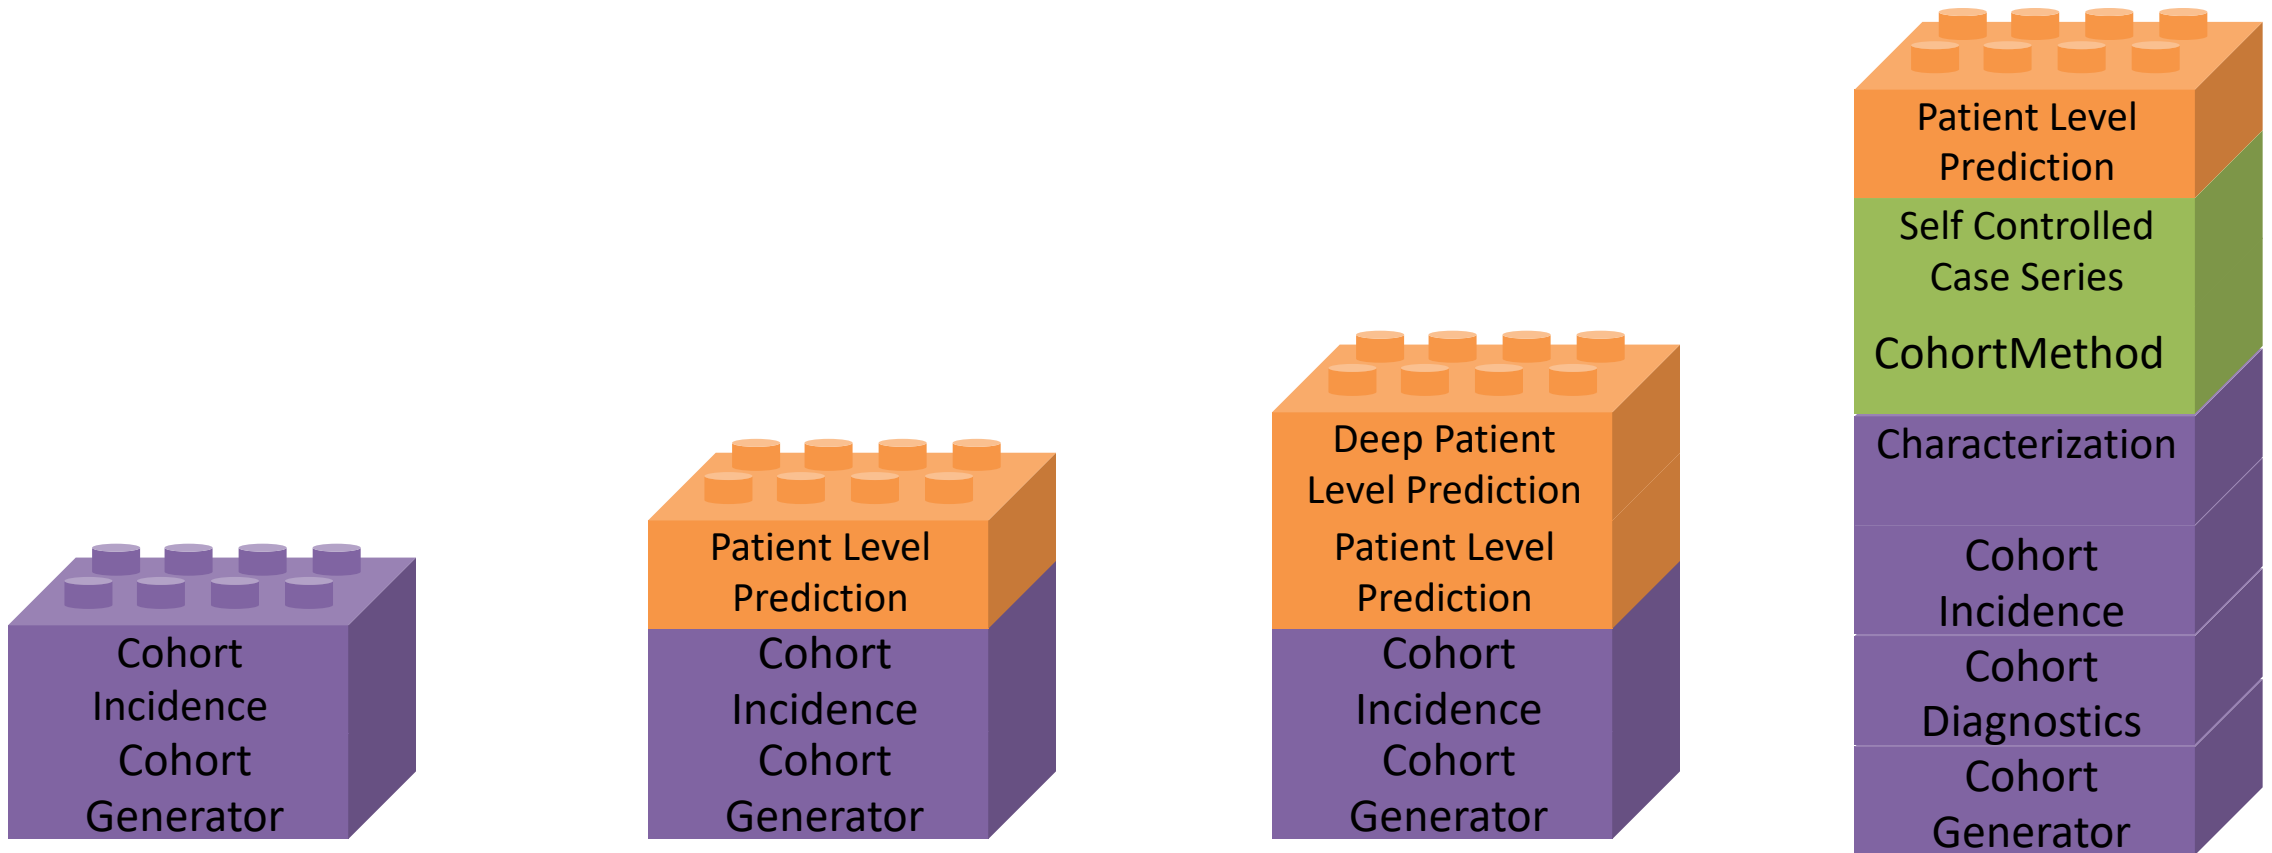 Cohort
Incidence
Cohort
Generator
Patient Level
Prediction
Cohort
Incidence
Cohort
Generator
Deep Patient
Level Prediction
Patient Level
Prediction
Cohort
Incidence
Cohort
Generator
Patient Level
Prediction
Self Controlled
Case Series
CohortMethod
Characterization
Cohort
Incidence
Cohort
Diagnostics
Cohort
Generator